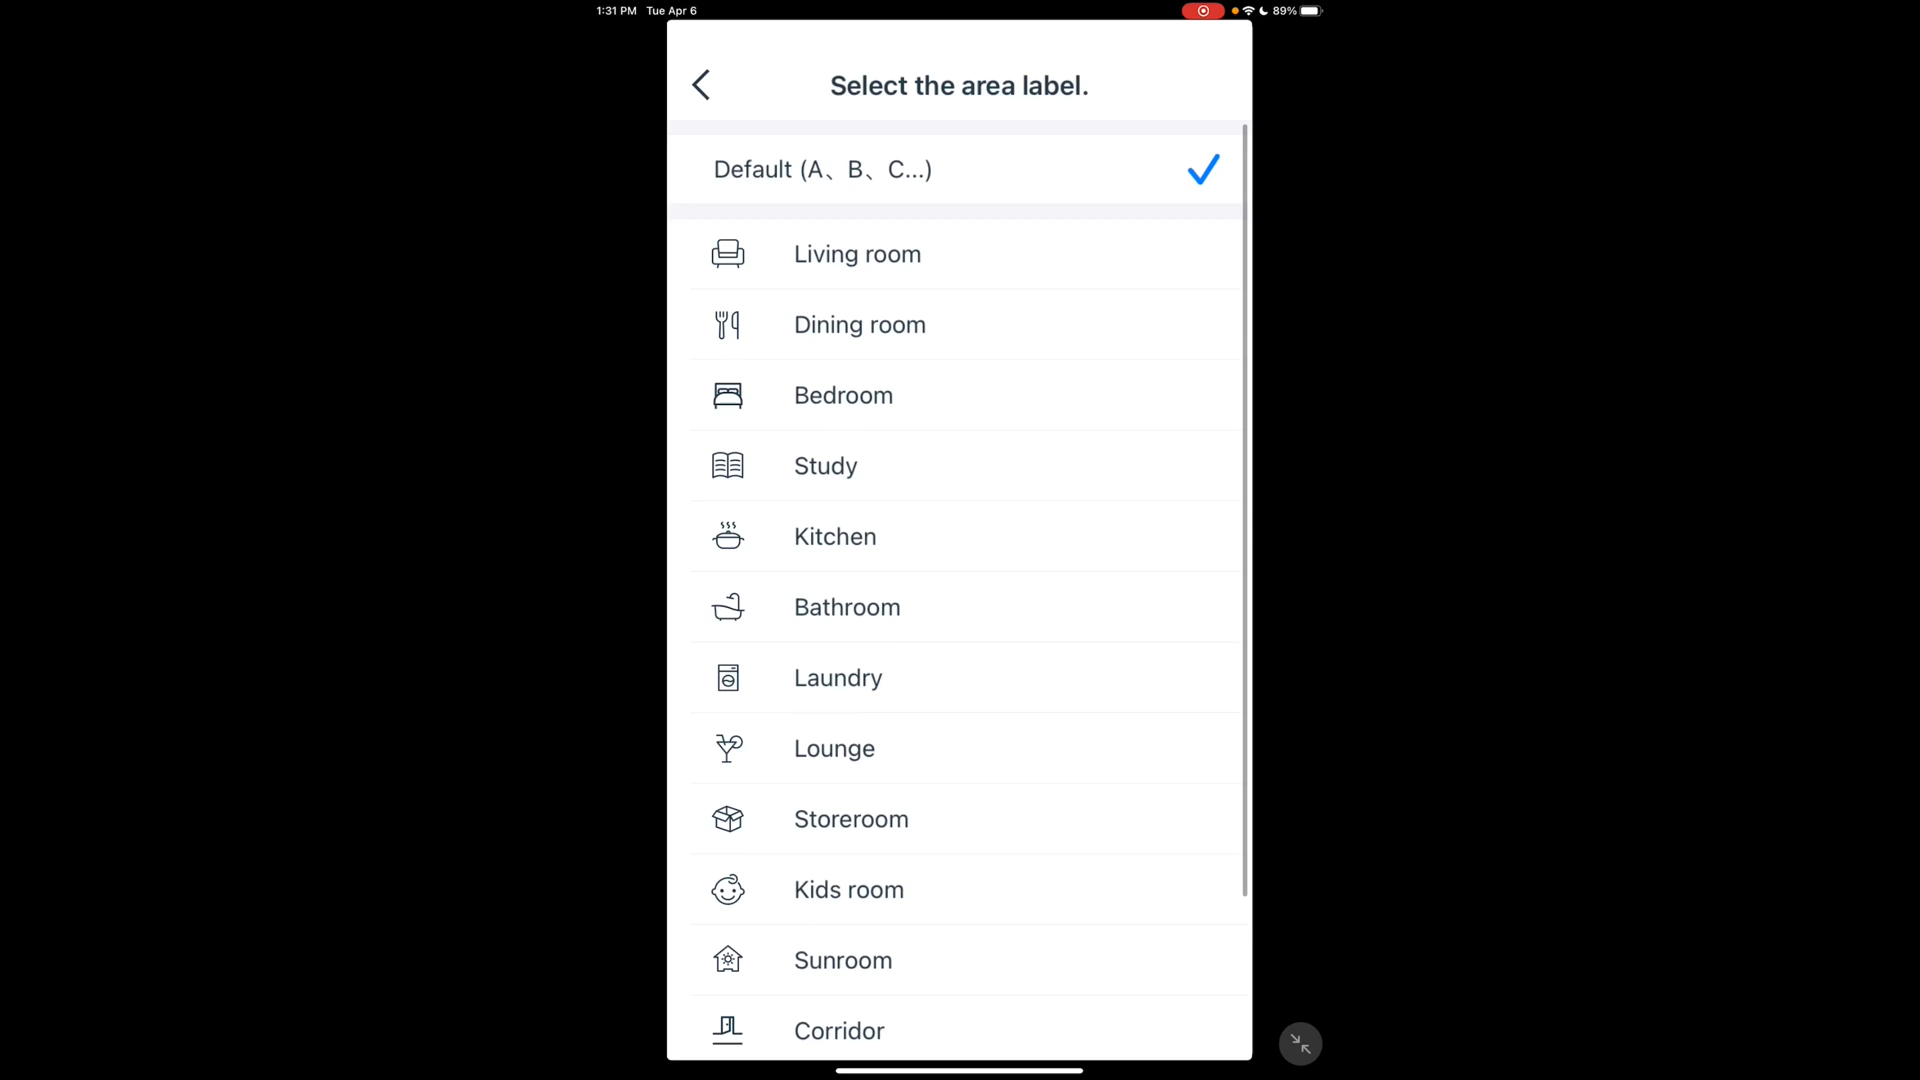 1:31 PM Tue Apr 6
89%
Select the area label.
Default (A、B、C...)
Living room
Dining room
Bedroom
Study
Kitchen
Bathroom
Laundry
Lounge
Storeroom
Kids room
Sunroom
Corridor